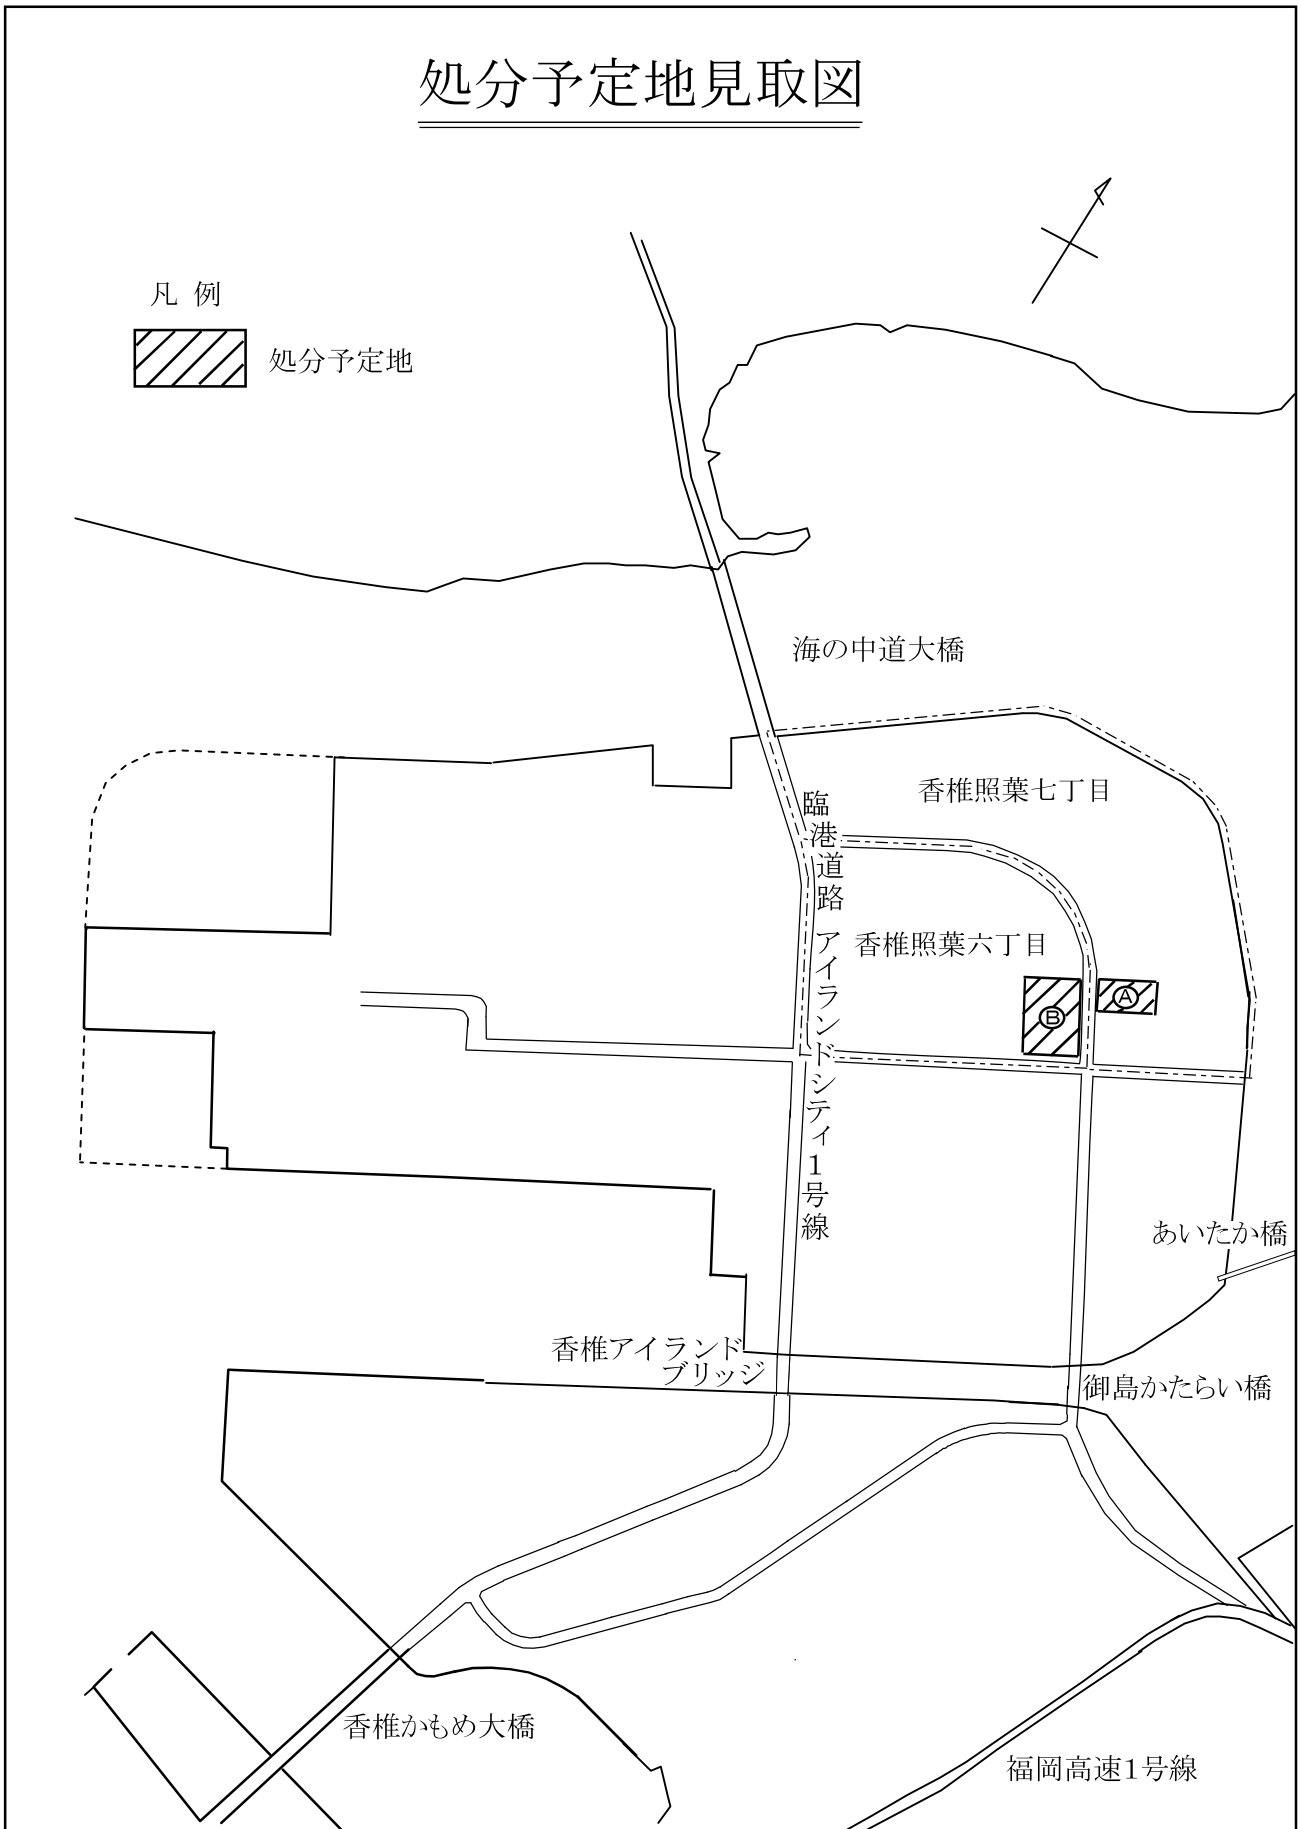 処分予定地見取図
凡例
処分予定地
海の中道大橋
香椎照葉七丁目
臨港道路 アイランドシティ1号線
香椎照葉六丁目
A
B
あいたか橋
香椎アイランド
ブリッジ
御島かたらい橋
香椎かもめ大橋
福岡高速1号線